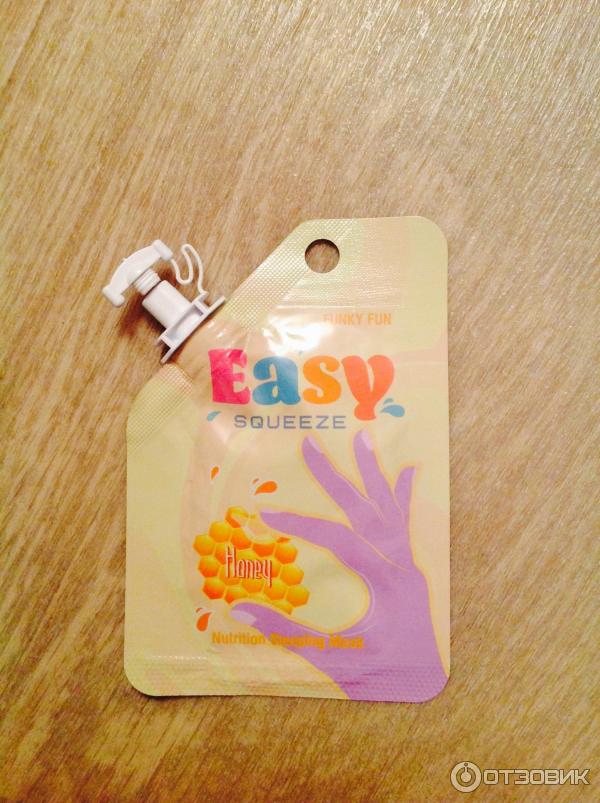 FUNKY FUN
Easy
SQUEEZE
Honey
Nutrition Sleeping Mask
ОТЗОВИК